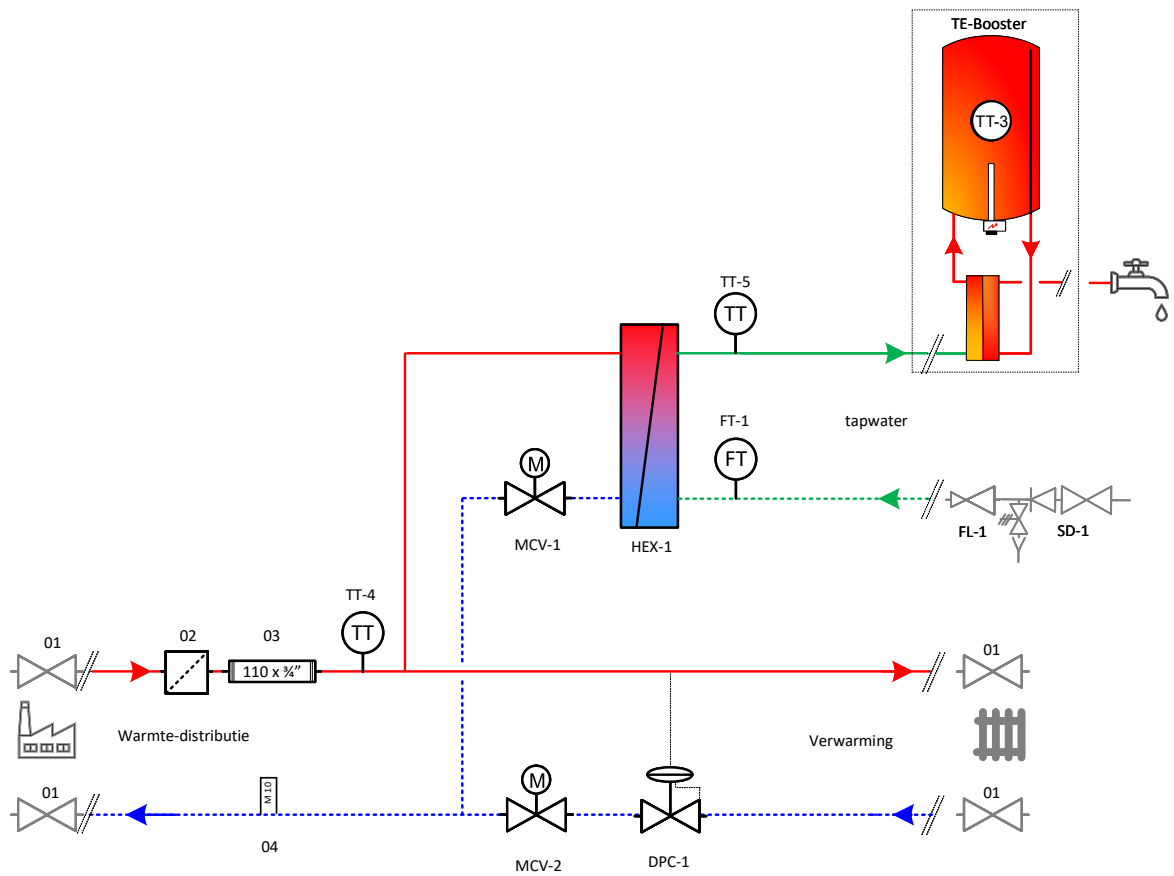 TE-Booster
TT-3
TT-5
TT
FT-1
FT
tapwater
M
MCV-1
HEX-1
FL-1
SD-1
TT-4
TT
01
02
03
110 x ¾”
01
Warmte-distributie
Verwarming
01
M 10
04
M
MCV-2
DPC-1
01